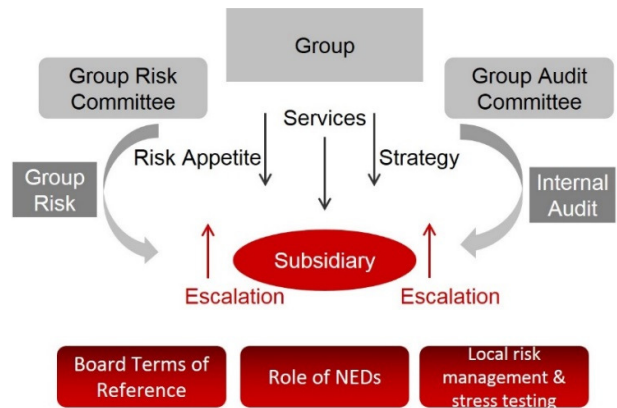 Group
Group Risk
Committee
Group Audit
Committee
Services
Risk Appetite
Strategy
Group
Risk
Internal
Audit
Subsidiary
Escalation
Escalation
Board Terms of
Reference
Role of NEDs
Local risk
management &
stress testing